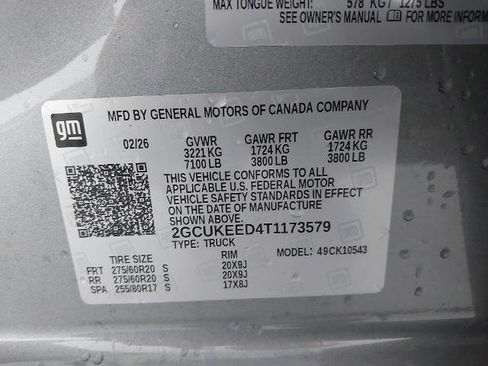 MAX TONGUE WEIGHT: 578 KG / 1275 LBS
SEE OWNER'S MANUAL FOR MORE INFORMATION
gm
MFD BY GENERAL MOTORS OF CANADA COMPANY
02/26 GVWR GAWR FRT GAWR RR
3221 KG 1724 KG 1724 KG
7100 LB 3800 LB 3800 LB
THIS VEHICLE CONFORMS TO ALL
APPLICABLE U.S. FEDERAL MOTOR
VEHICLE SAFETY STANDARDS IN
EFFECT ON THE DATE OF MANUFACTURE
SHOWN ABOVE.
2GCUKEED4T1173579
TYPE: TRUCK MODEL: 49CK10543
TIRE SIZE RIM
FRT 275/60R20 S 20X9J
RR 275/60R20 S 20X9J
SPA 255/80R17 S 17X8J